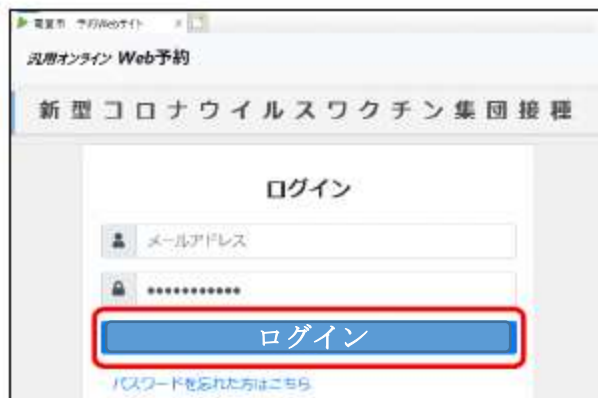 汎用オンライン Web予約
新型コロナウイルスワクチン集団接種
ログイン
メールアドレス
•••••••••••
ログイン
パスワードを忘れた方はこちら